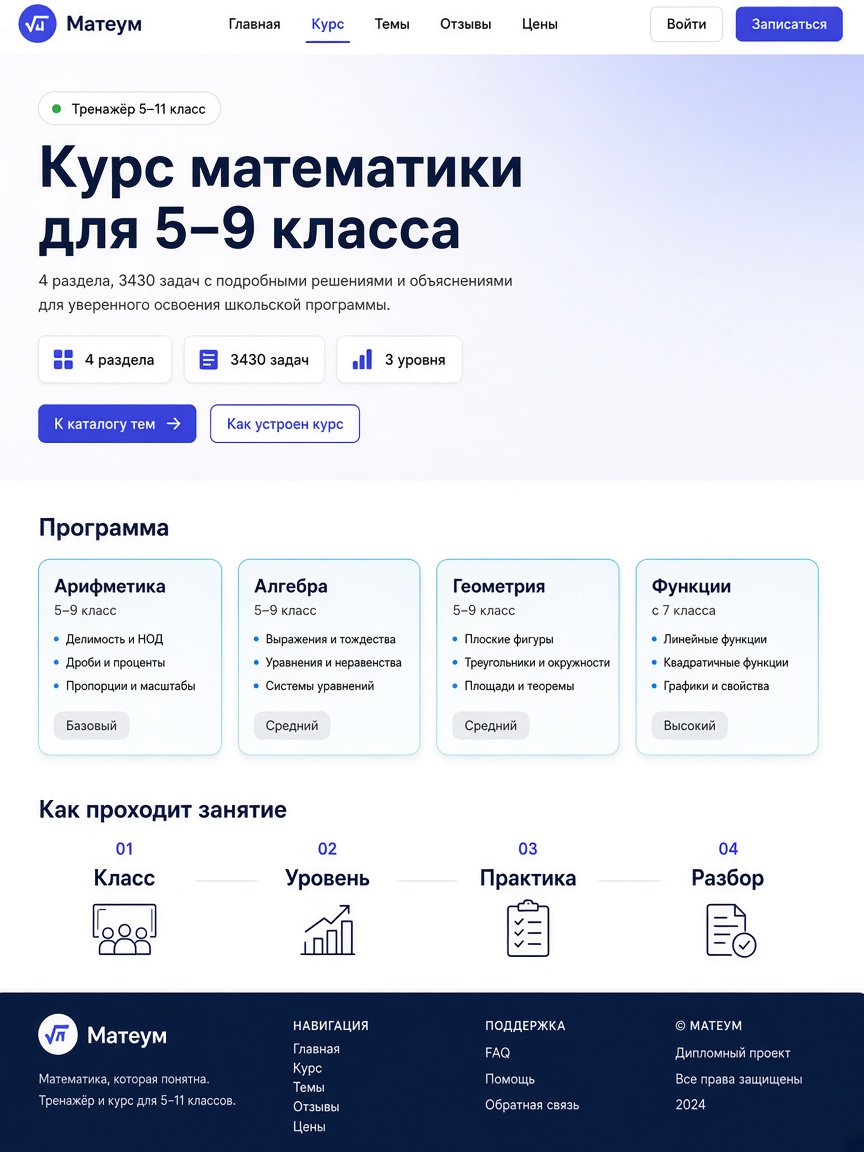 Матеум
Главная
Курс
Темы
Отзывы
Цены
Войти
Записаться
Тренажёр 5–11 класс
Курс математики
для 5–9 класса
4 раздела, 3430 задач с подробными решениями и объяснениями
для уверенного освоения школьской программы.
4 раздела
3430 задач
3 уровня
К каталогу тем →
Как устроен курс
Программа
Арифметика
5–9 класс
Делимость и НОД
Дроби и проценты
Пропорции и масштабы
Базовый
Алгебра
5–9 класс
Выражения и тождества
Уравнения и неравенства
Системы уравнений
Средний
Геометрия
5–9 класс
Плоские фигуры
Треугольники и окружности
Площади и теоремы
Средний
Функции
с 7 класса
Линейные функции
Квадратичные функции
Графики и свойства
Высокий
Как проходит занятие
01
Класс
02
Уровень
03
Практика
04
Разбор
Матеум
Математика, которая понятна.
Тренажёр и курс для 5–11 классов.
НАВИГАЦИЯ
Главная
Курс
Темы
Отзывы
Цены
ПОДДЕРЖКА
FAQ
Помощь
Обратная связь
© МАТЕУМ
Дипломный проект
Все права защищены
2024